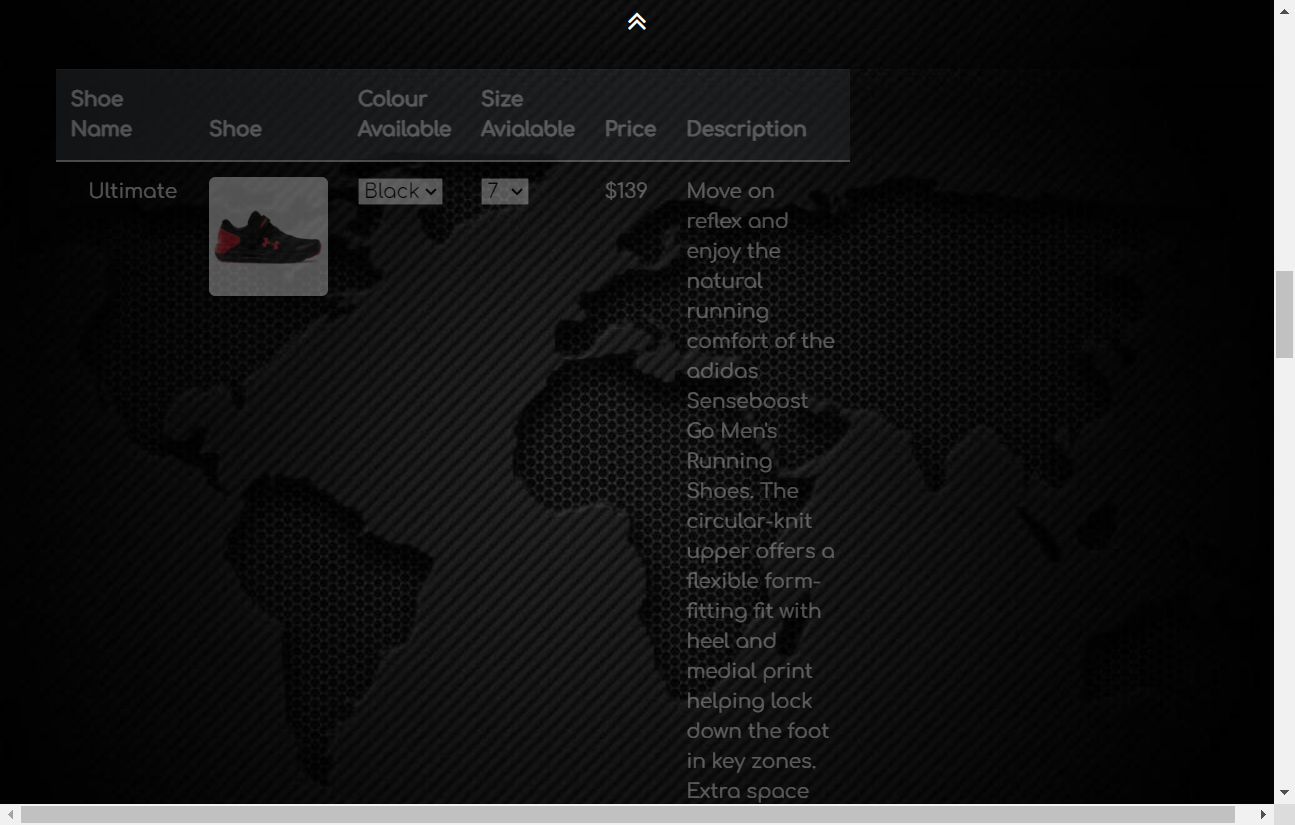 Shoe Name
Shoe
Colour Available
Size Avialable
Price
Description
Ultimate
Black
7
$139
Move on
reflex and
enjoy the
natural
running
comfort of the
adidas
Senseboost
Go Men's
Running
Shoes. The
circular-knit
upper offers a
flexible form-
fitting fit with
heel and
medial print
helping lock
down the foot
in key zones.
Extra space